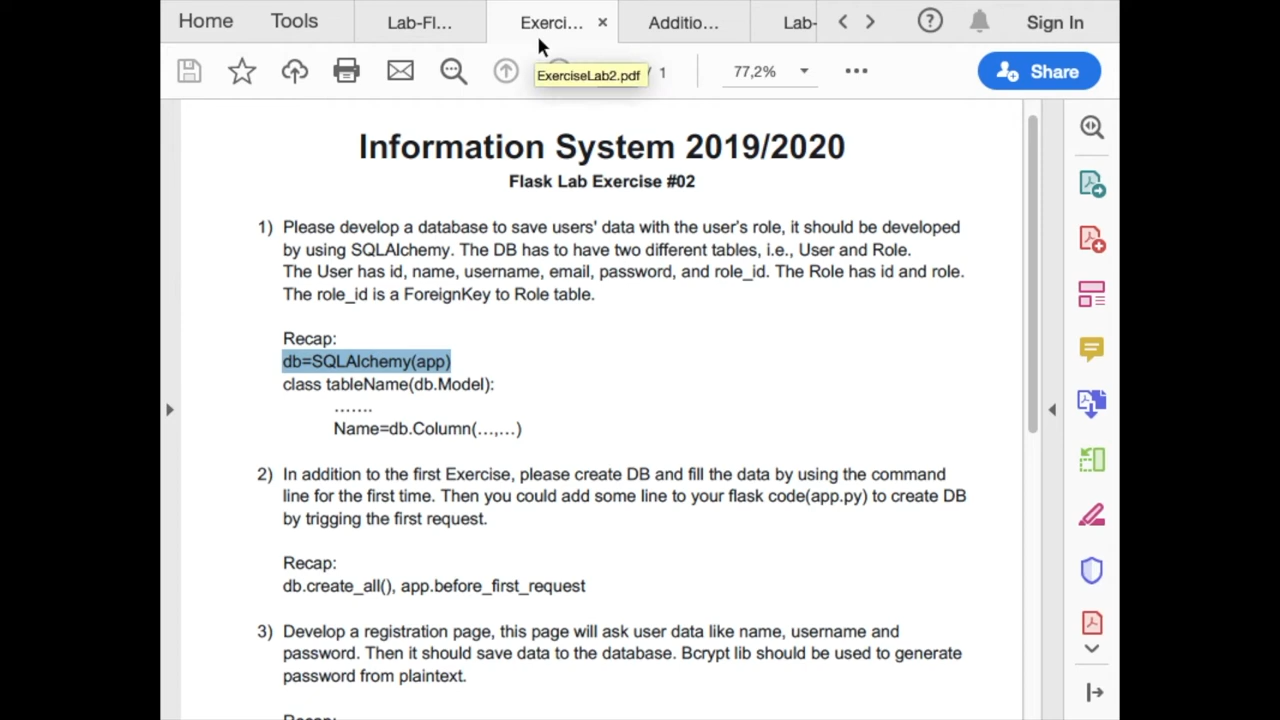 Home Tools Lab-Fl... Exerci... × Additio... Lab- Sign In
ExerciseLab2.pdf / 1 77,2% Share
Information System 2019/2020
Flask Lab Exercise #02
1) Please develop a database to save users' data with the user's role, it should be developed
by using SQLAlchemy. The DB has to have two different tables, i.e., User and Role.
The User has id, name, username, email, password, and role_id. The Role has id and role.
The role_id is a ForeignKey to Role table.
Recap:
db=SQLAlchemy(app)
class tableName(db.Model):
.......
Name=db.Column(...,...)
2) In addition to the first Exercise, please create DB and fill the data by using the command
line for the first time. Then you could add some line to your flask code(app.py) to create DB
by trigging the first request.
Recap:
db.create_all(), app.before_first_request
3) Develop a registration page, this page will ask user data like name, username and
password. Then it should save data to the database. Bcrypt lib should be used to generate
password from plaintext.
Recap: